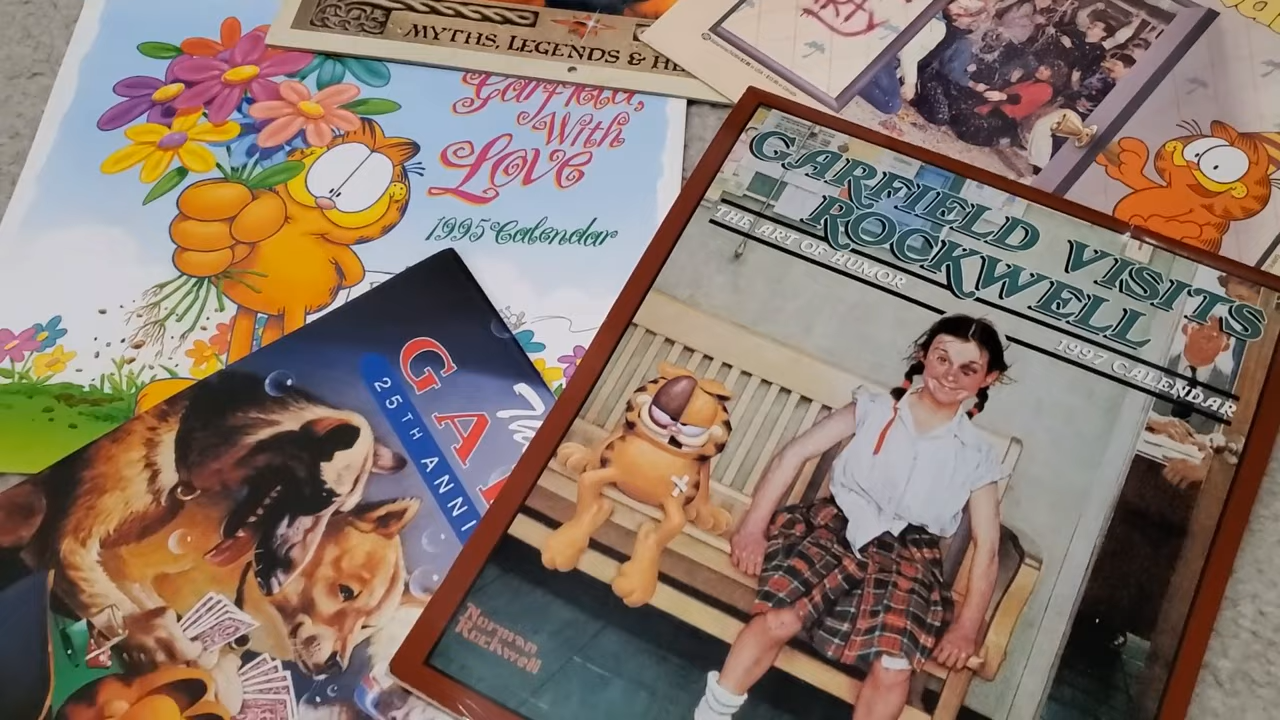 MYTHS, LEGENDS &
Garfield,
With
LOVE
1995 Calendar
GARFIELD VISITS
ROCKWELL
THE ART OF HUMOR
1997 CALENDAR
25TH ANNI
Norman
Rockwell